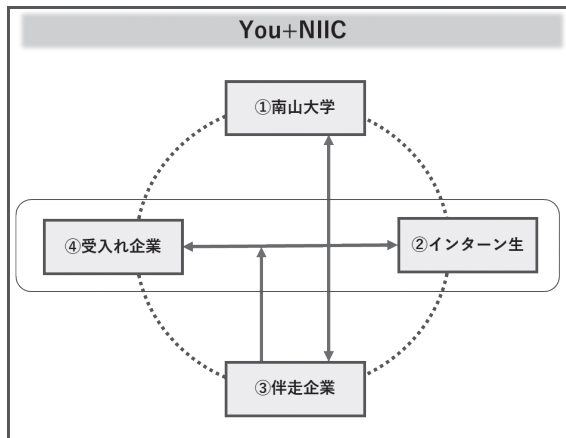 You+NIIC
①南山大学
④受入れ企業
②インターン生
③伴走企業